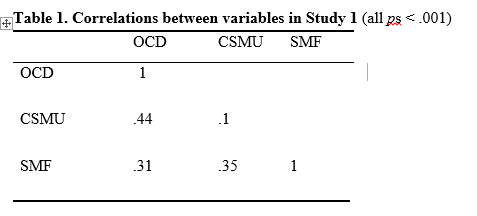 Table 1. Correlations between variables in Study 1 (all ps < .001)
OCD CSMU SMF
OCD 1
CSMU .44 .1
SMF .31 .35 1